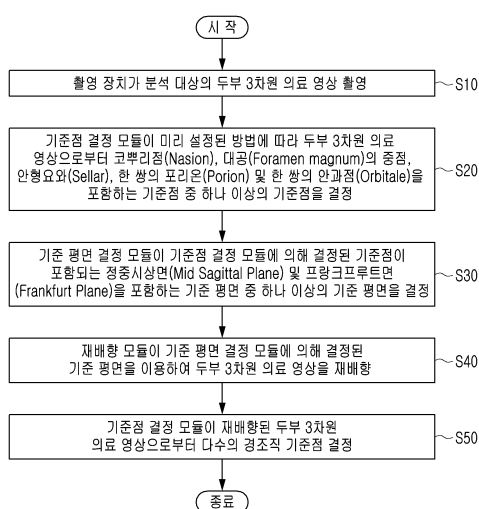 시 작
촬영 장치가 분석 대상의 두부 3차원 의료 영상 촬영
S10
기준점 결정 모듈이 미리 설정된 방법에 따라 두부 3차원 의료
영상으로부터 코뿌리점(Nasion), 대공(Foramen magnum)의 중점,
안형요와(Sellar), 한 쌍의 포리온(Porion) 및 한 쌍의 안과점(Orbitale)을
포함하는 기준점 중 하나 이상의 기준점을 결정
S20
기준 평면 결정 모듈이 기준점 결정 모듈에 의해 결정된 기준점이
포함되는 정중시상면(Mid Sagittal Plane) 및 프랑크프루트면
(Frankfurt Plane)을 포함하는 기준 평면 중 하나 이상의 기준 평면을 결정
S30
재배향 모듈이 기준 평면 결정 모듈에 의해 결정된
기준 평면을 이용하여 두부 3차원 의료 영상을 재배향
S40
기준점 결정 모듈이 재배향된 두부 3차원
의료 영상으로부터 다수의 경조직 기준점 결정
S50
종료